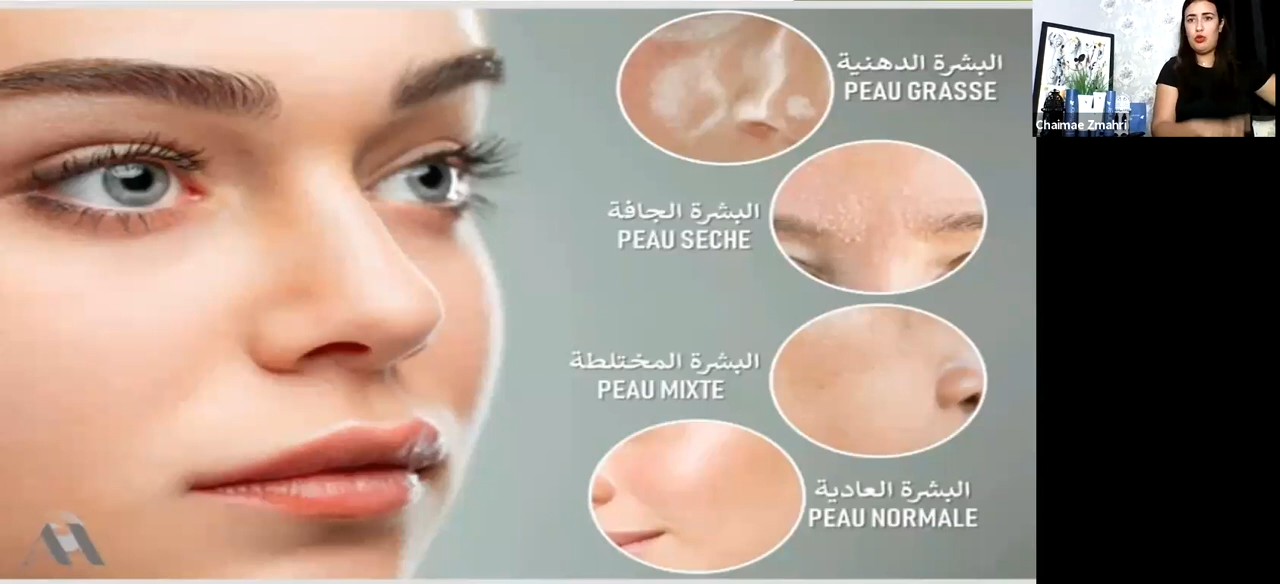 البشرة الدهنية
PEAU GRASSE
البشرة الجافة
PEAU SECHE
البشرة المختلطة
PEAU MIXTE
البشرة العادية
PEAU NORMALE
Chaimae Zmahri